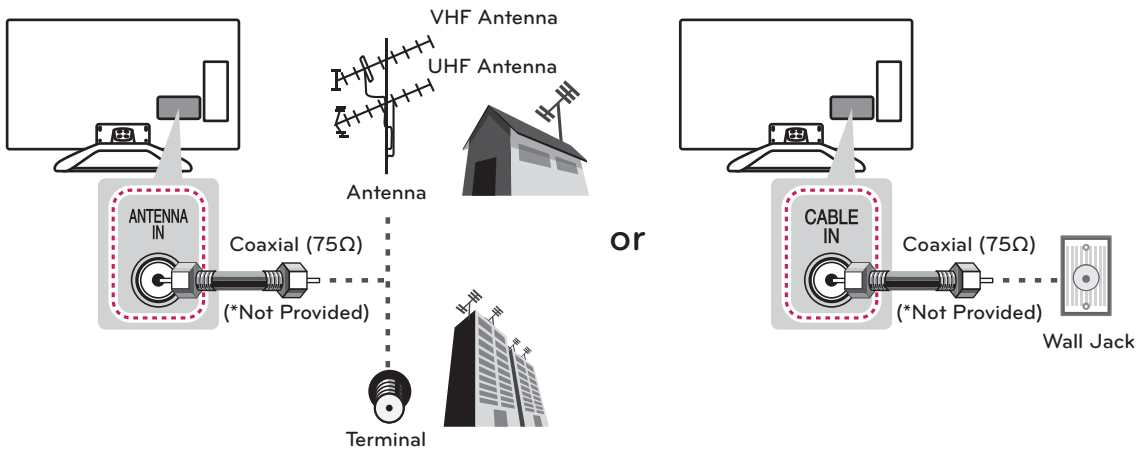 VHF Antenna
UHF Antenna
Antenna
ANTENNA
IN
Coaxial (75Ω)
(*Not Provided)
Terminal
or
CABLE
IN
Coaxial (75Ω)
(*Not Provided)
Wall Jack